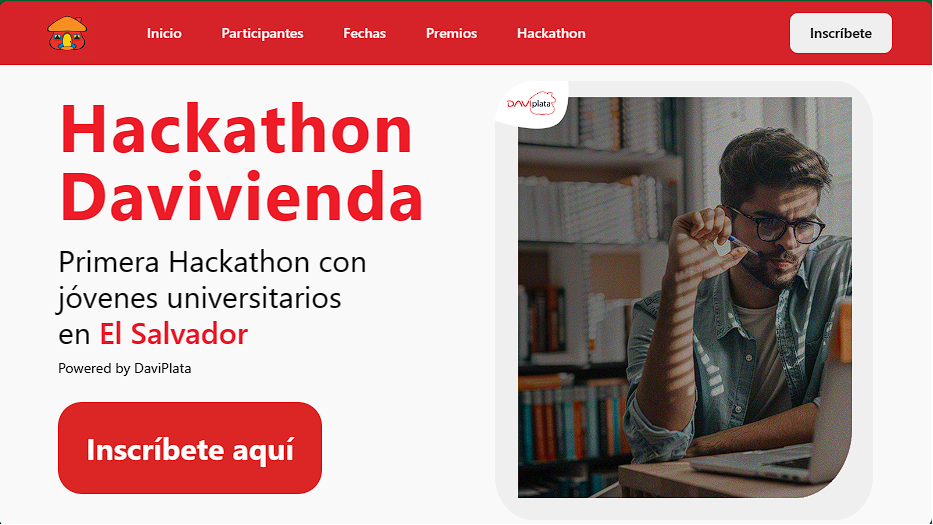 Inicio
Participantes
Fechas
Premios
Hackathon
Inscríbete
DAVIplata
Hackathon
Davivienda
Primera Hackathon con
jóvenes universitarios
en El Salvador
Powered by DaviPlata
Inscríbete aquí